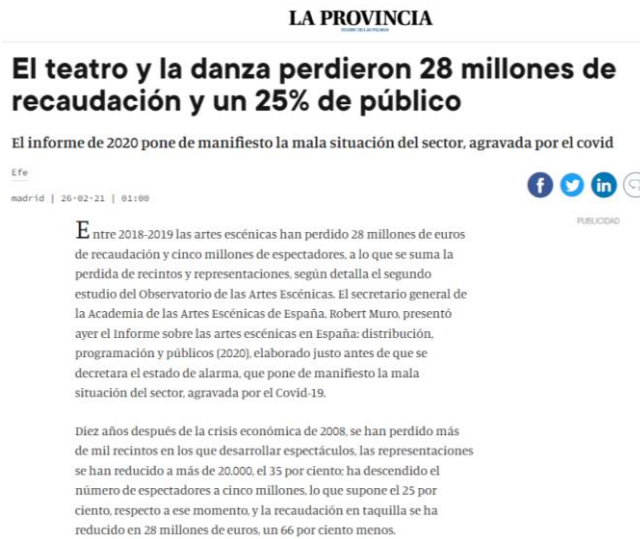 LA PROVINCIA
DIARIO DE LAS PALMAS
El teatro y la danza perdieron 28 millones de
recaudación y un 25% de público
El informe de 2020 pone de manifiesto la mala situación del sector, agravada por el covid
Efe
madrid | 26·02·21 | 01:00
PUBLICIDAD
Entre 2018-2019 las artes escénicas han perdido 28 millones de euros
de recaudación y cinco millones de espectadores, a lo que se suma la
perdida de recintos y representaciones, según detalla el segundo
estudio del Observatorio de las Artes Escénicas. El secretario general de
la Academia de las Artes Escénicas de España, Robert Muro, presentó
ayer el Informe sobre las artes escénicas en España: distribución,
programación y públicos (2020), elaborado justo antes de que se
decretara el estado de alarma, que pone de manifiesto la mala
situación del sector, agravada por el Covid-19.
Diez años después de la crisis económica de 2008, se han perdido más
de mil recintos en los que desarrollar espectáculos, las representaciones
se han reducido a más de 20.000, el 35 por ciento; ha descendido el
número de espectadores a cinco millones, lo que supone el 25 por
ciento, respecto a ese momento, y la recaudación en taquilla se ha
reducido en 28 millones de euros, un 66 por ciento menos.